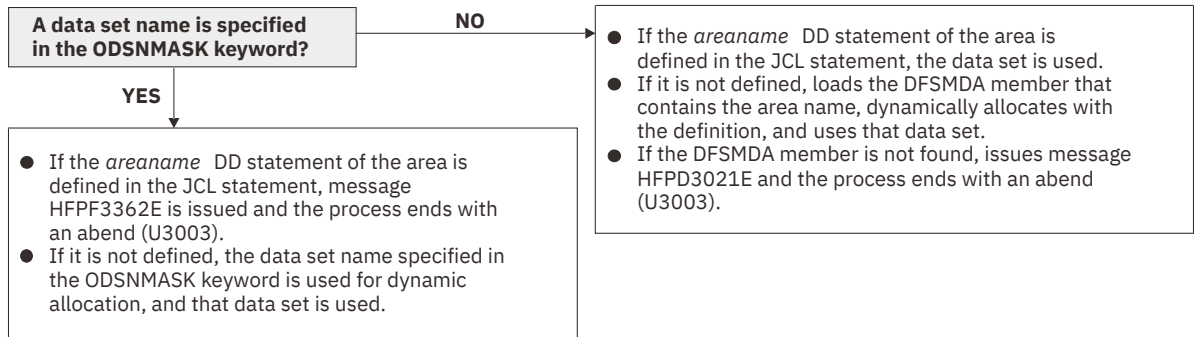 A data set name is specified
in the ODSNMASK keyword?
NO
YES
● If the areaname DD statement of the area is
defined in the JCL statement, the data set is used.
● If it is not defined, loads the DFSMDA member that
contains the area name, dynamically allocates with
the definition, and uses that data set.
● If the DFSMDA member is not found, issues message
HFPD3021E and the process ends with an abend
(U3003).
● If the areaname DD statement of the area is
defined in the JCL statement, message
HFPF3362E is issued and the process ends with
an abend (U3003).
● If it is not defined, the data set name specified in
the ODSNMASK keyword is used for dynamic
allocation, and that data set is used.